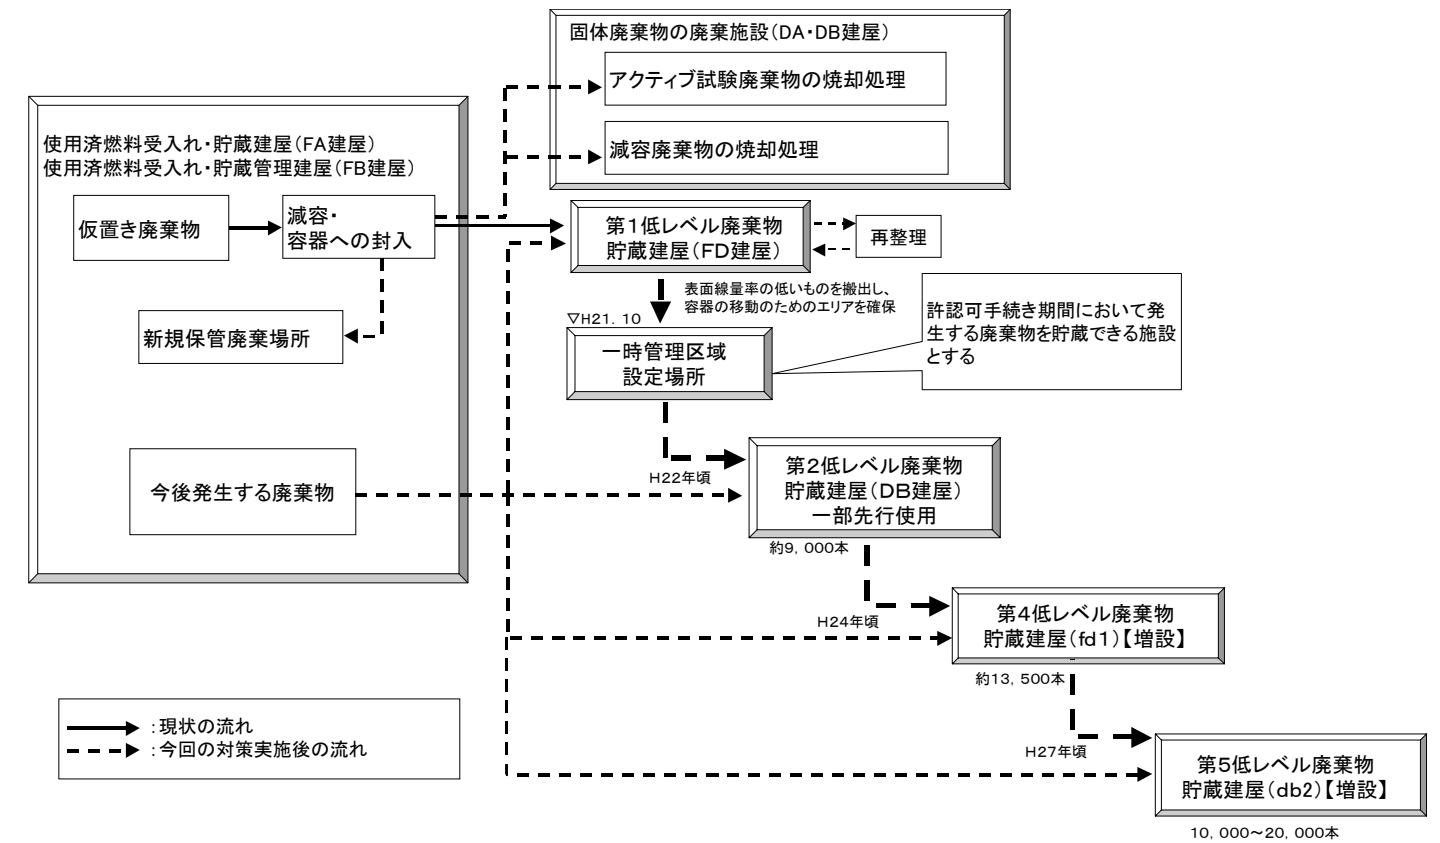 固体廃棄物の廃棄施設(DA・DB建屋)
アクティブ試験廃棄物の焼却処理
減容廃棄物の焼却処理
使用済燃料受入れ・貯蔵建屋(FA建屋)
使用済燃料受入れ・貯蔵管理建屋(FB建屋)
仮置き廃棄物
減容・
容器への封入
新規保管廃棄場所
今後発生する廃棄物
第1低レベル廃棄物
貯蔵建屋(FD建屋)
再整理
表面線量率の低いものを搬出し、
容器の移動のためのエリアを確保
▽H21.10
一時管理区域
設定場所
許認可手続き期間において発
生する廃棄物を貯蔵できる施設
とする
H22年頃
第2低レベル廃棄物
貯蔵建屋(DB建屋)
一部先行使用
約9,000本
H24年頃
第4低レベル廃棄物
貯蔵建屋(fd1)【増設】
約13,500本
H27年頃
第5低レベル廃棄物
貯蔵建屋(db2)【増設】
10,000~20,000本
:現状の流れ
:今回の対策実施後の流れ